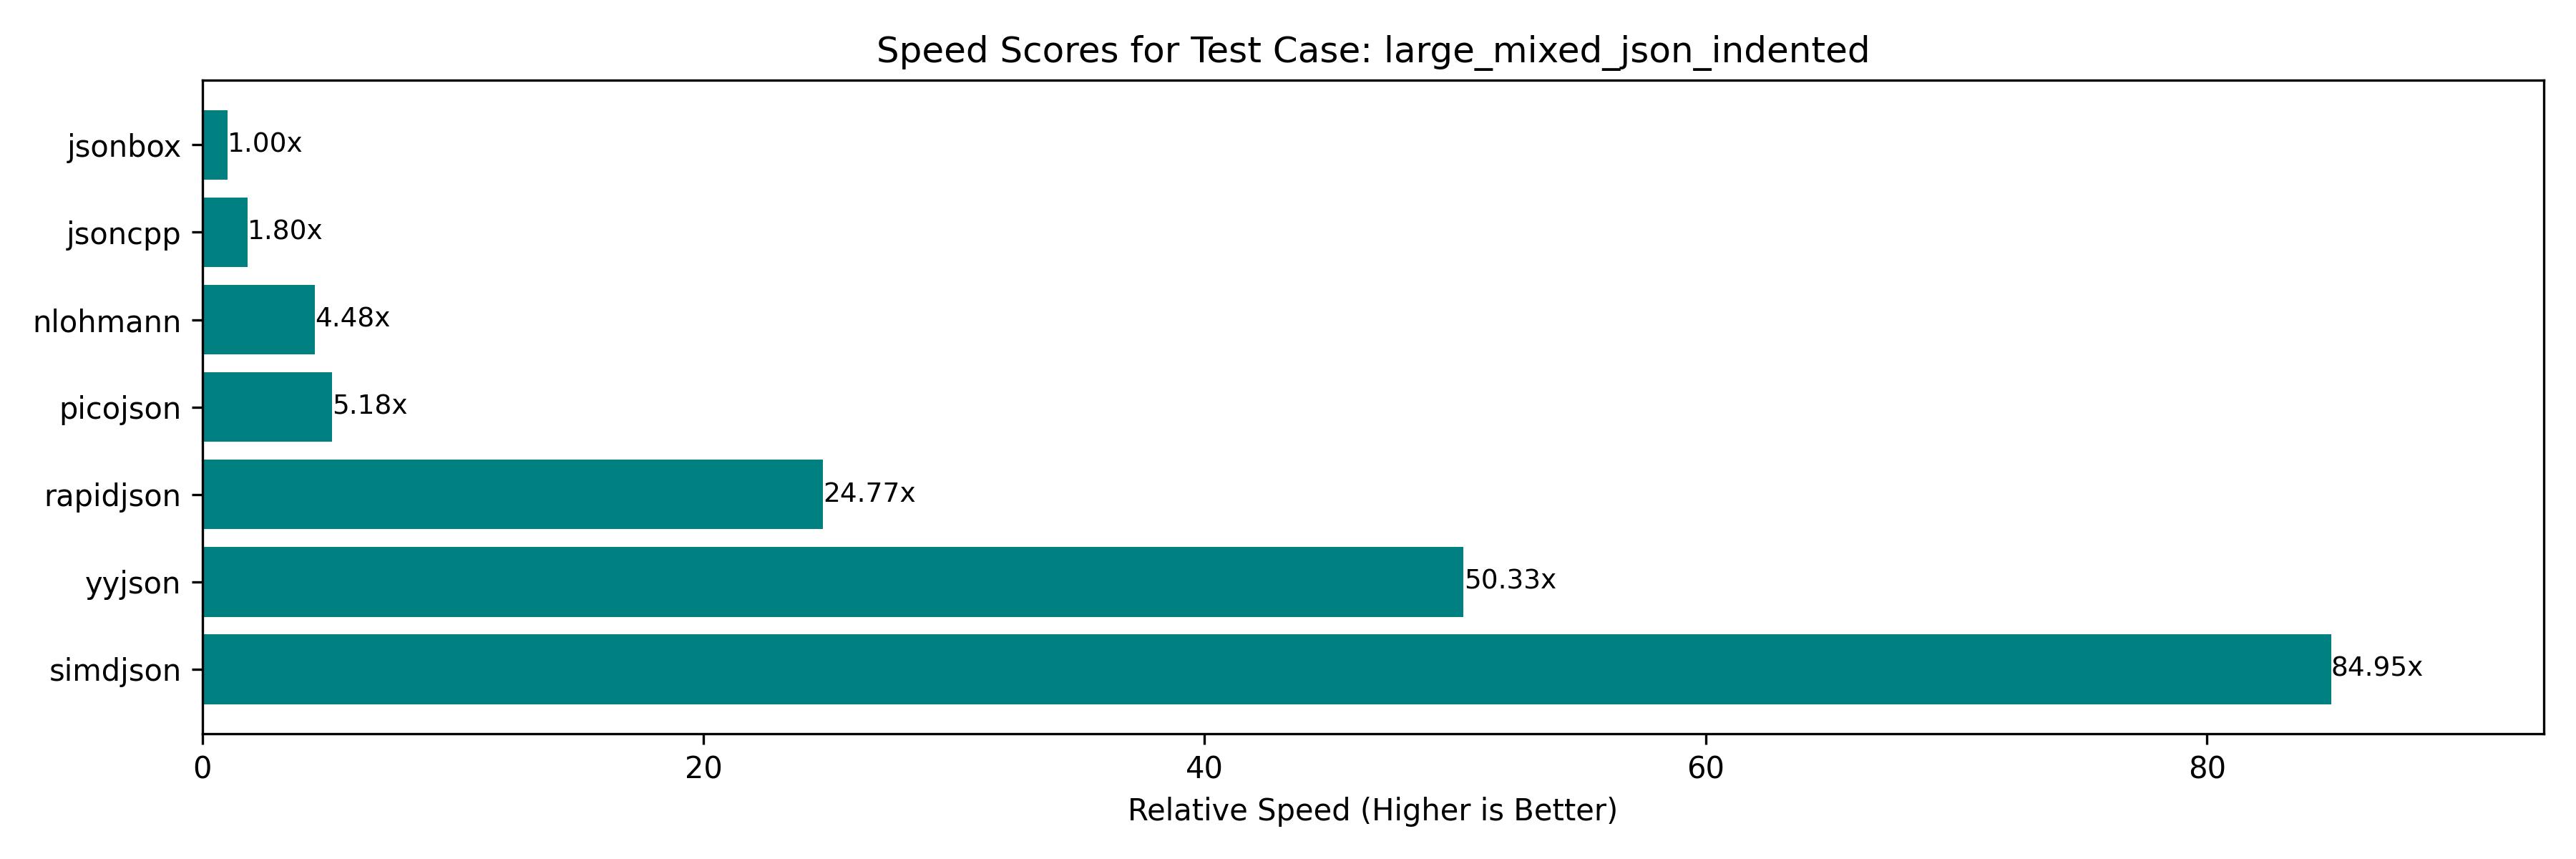 Speed Scores for Test Case: large_mixed_json_indented
jsonbox 1.00x
jsoncpp 1.80x
nlohmann 4.48x
picojson 5.18x
rapidjson 24.77x
yyjson 50.33x
simdjson 84.95x
0 20 40 60 80
Relative Speed (Higher is Better)